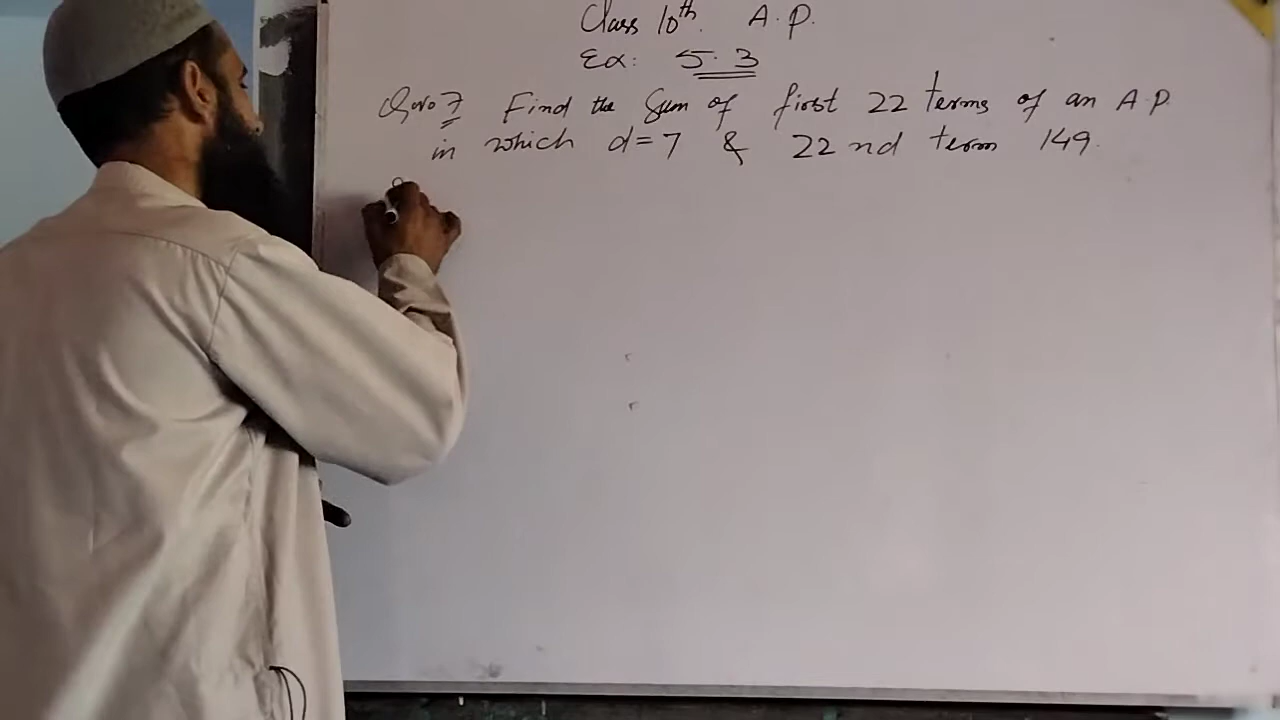 Class 10th. A.P.
Ex: 5.3
Q.no 7 Find the Sum of first 22 terms of an A.P.
in which d=7 & 22nd term 149.